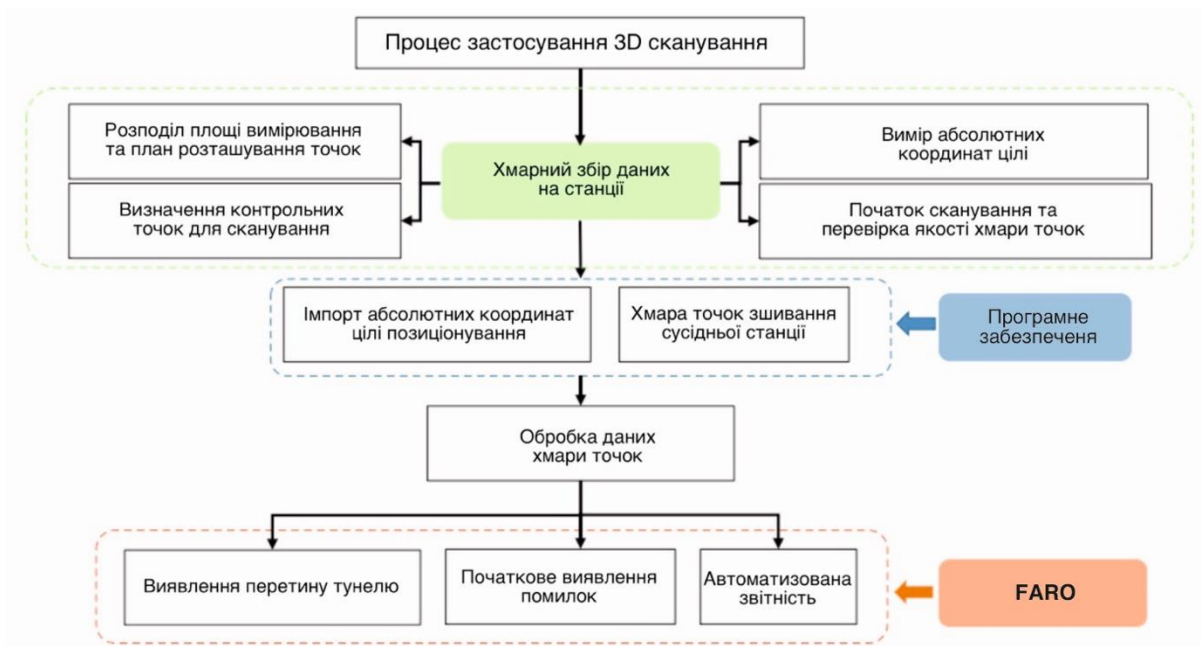 Процес застосування 3D сканування
Розподіл площі вимірювання
та план розташування точок
Визначення контрольних
точок для сканування
Хмарний збір даних
на станції
Вимір абсолютних
координат цілі
Початок сканування та
перевірка якості хмари точок
Імпорт абсолютних координат
цілі позиціонування
Хмара точок зшивання
сусідньої станції
Програмне
забезпеченя
Обробка даних
хмари точок
Виявлення перетину тунелю
Початкове виявлення
помилок
Автоматизована
звітність
FARO